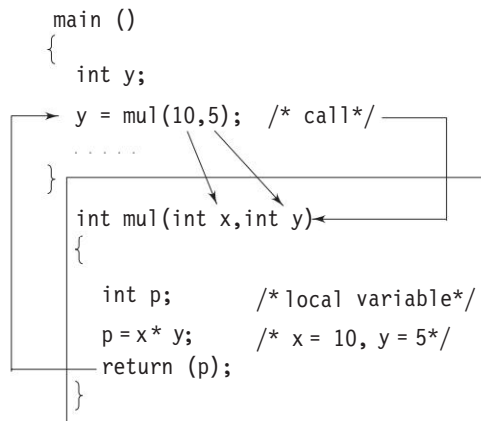 main ()
{
int y;
y = mul(10,5); /* call*/
. . . . .
}
int mul(int x,int y)
{
int p; /*local variable*/
p=x* y; /* x = 10, y = 5*/
return (p);
}